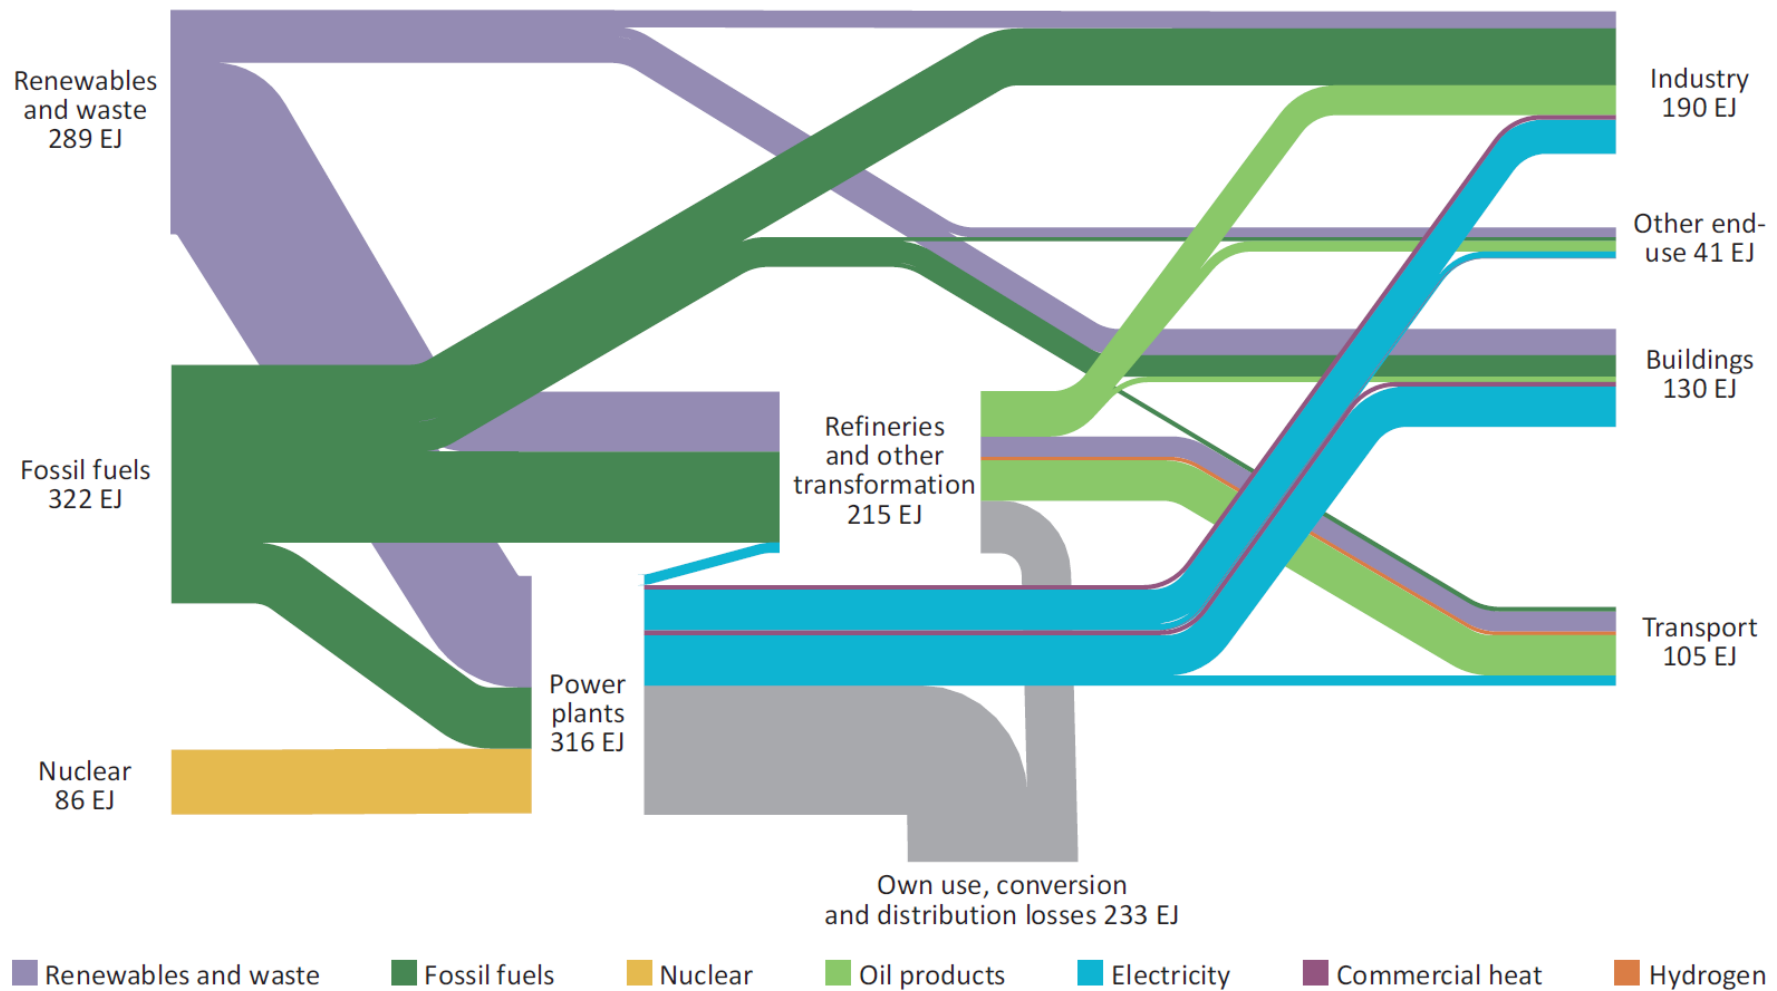 Renewables
and waste
289 EJ
Fossil fuels
322 EJ
Nuclear
86 EJ
Refineries
and other
transformation
215 EJ
Power
plants
316 EJ
Own use, conversion
and distribution losses 233 EJ
Industry
190 EJ
Other end-
use 41 EJ
Buildings
130 EJ
Transport
105 EJ
Renewables and waste
Fossil fuels
Nuclear
Oil products
Electricity
Commercial heat
Hydrogen